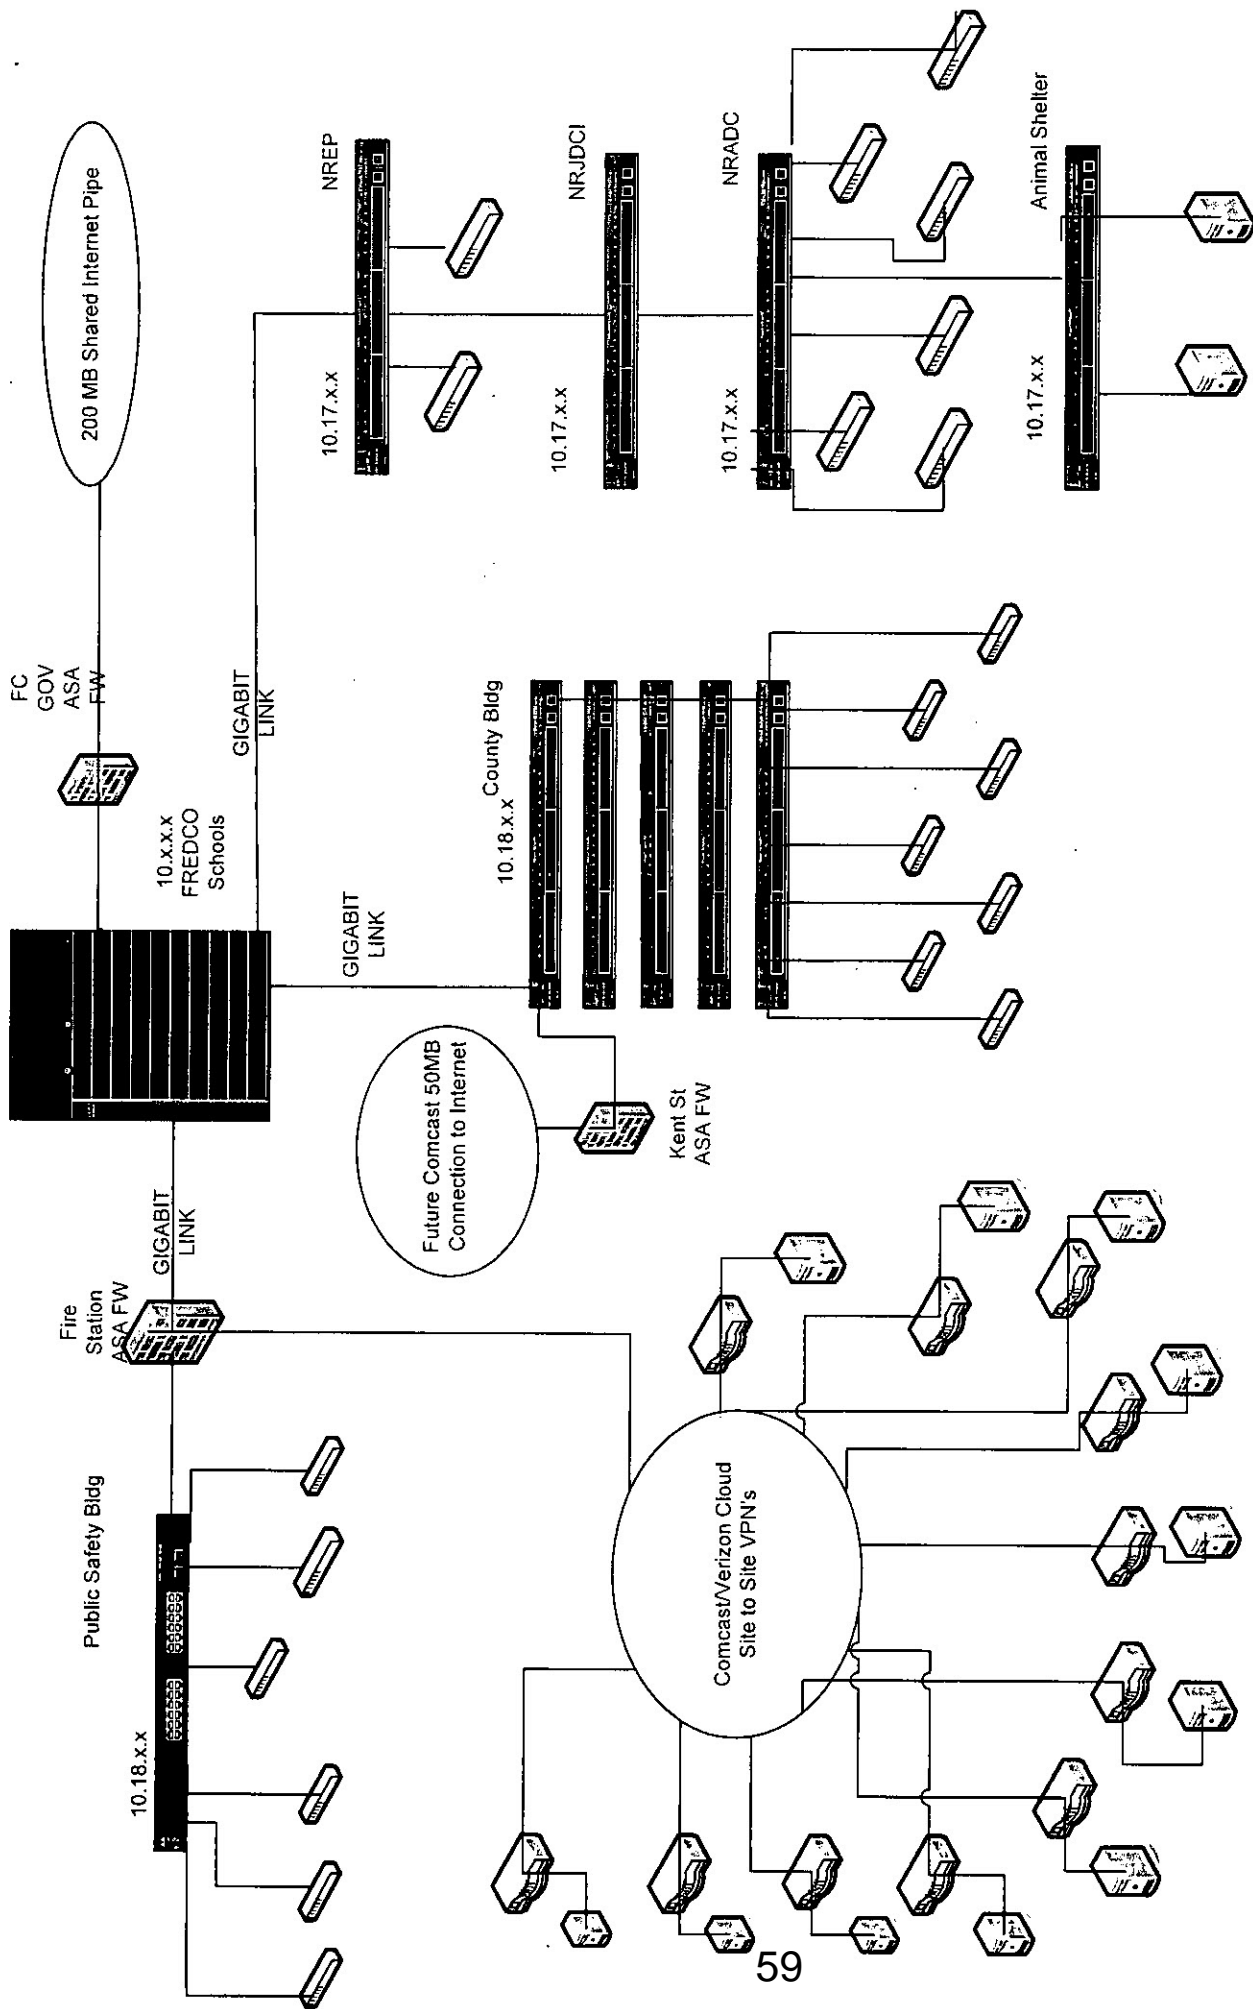 Public Safety Bldg
10.18.x.x
Fire
Station
ASA FW
GIGABIT
LINK
10.x.x.x
FREDCO
Schools
FC
GOV
ASA
FW
200 MB Shared Internet Pipe
GIGABIT
LINK
GIGABIT
LINK
Future Comcast 50MB
Connection to Internet
Kent St
ASA FW
10.18.x.x
County Bldg
NREP
10.17.x.x
NRJDCI
10.17.x.x
NRADC
10.17.x.x
Animal Shelter
10.17.x.x
Comcast/Verizon Cloud
Site to Site VPN's
59